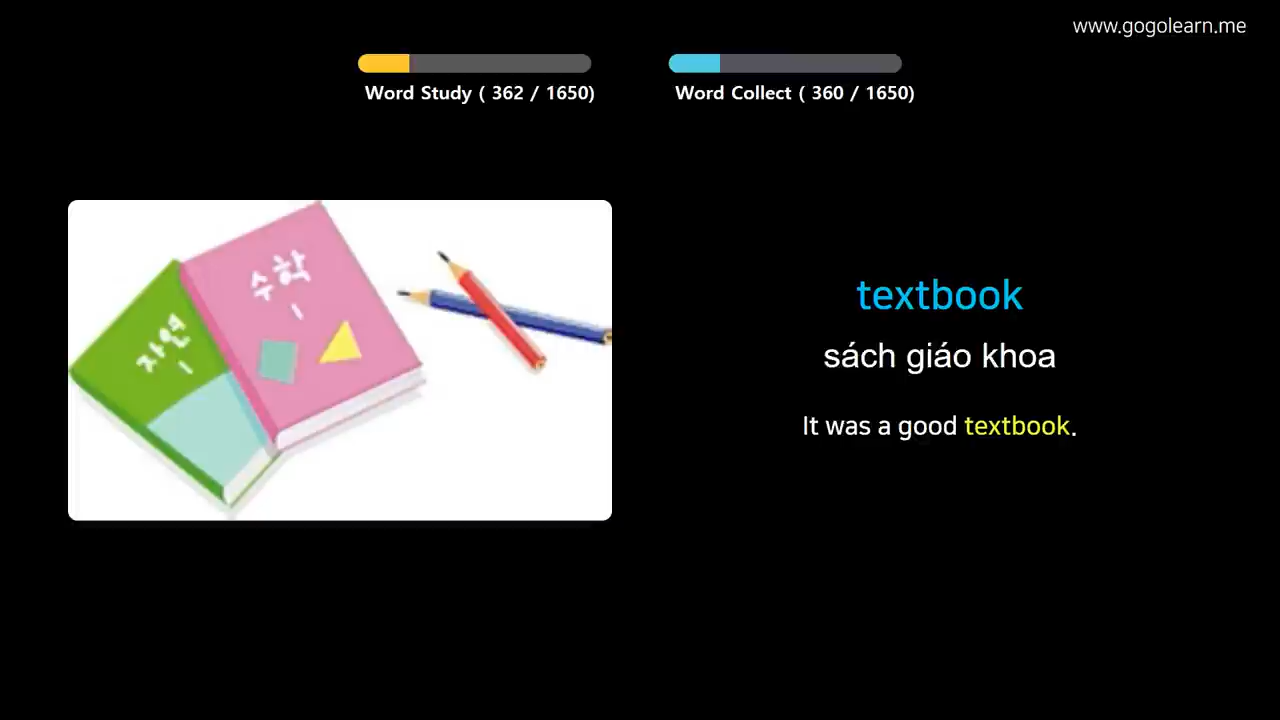 www.gogolearn.me
Word Study ( 362 / 1650)
Word Collect ( 360 / 1650)
수학
1
자연
1
textbook
sách giáo khoa
It was a good textbook.